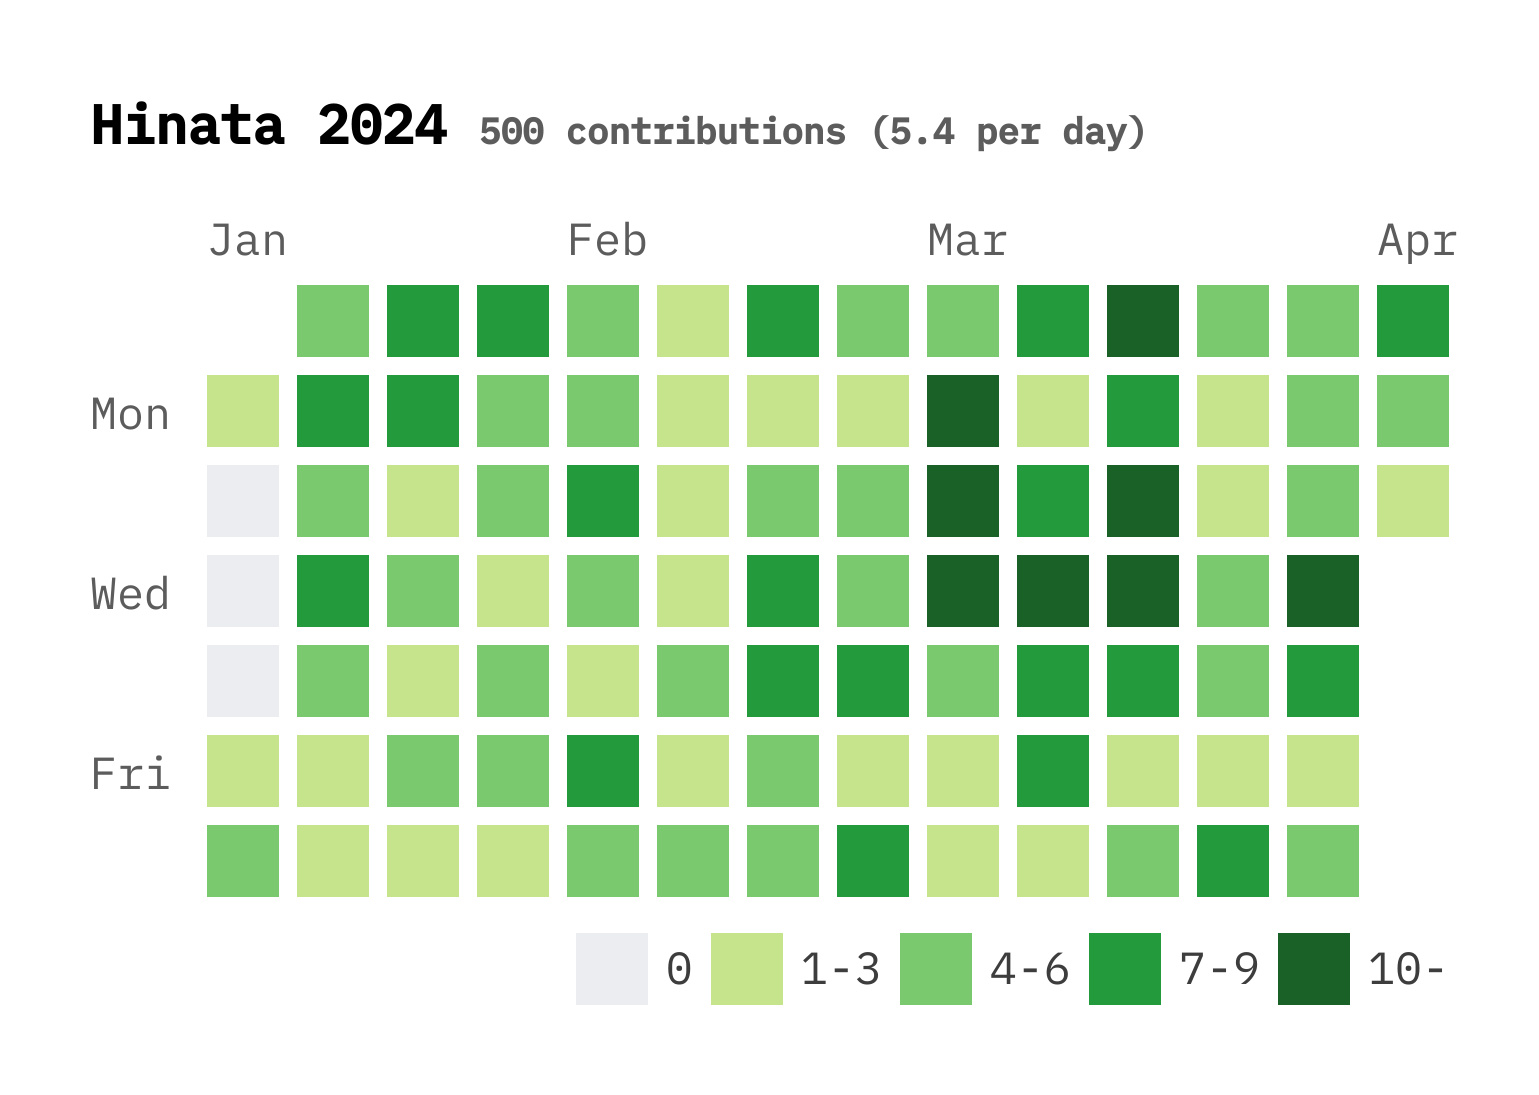 Hinata 2024 500 contributions (5.4 per day)
Jan Feb Mar Apr
Mon
Wed
Fri
0 1-3 4-6 7-9 10-